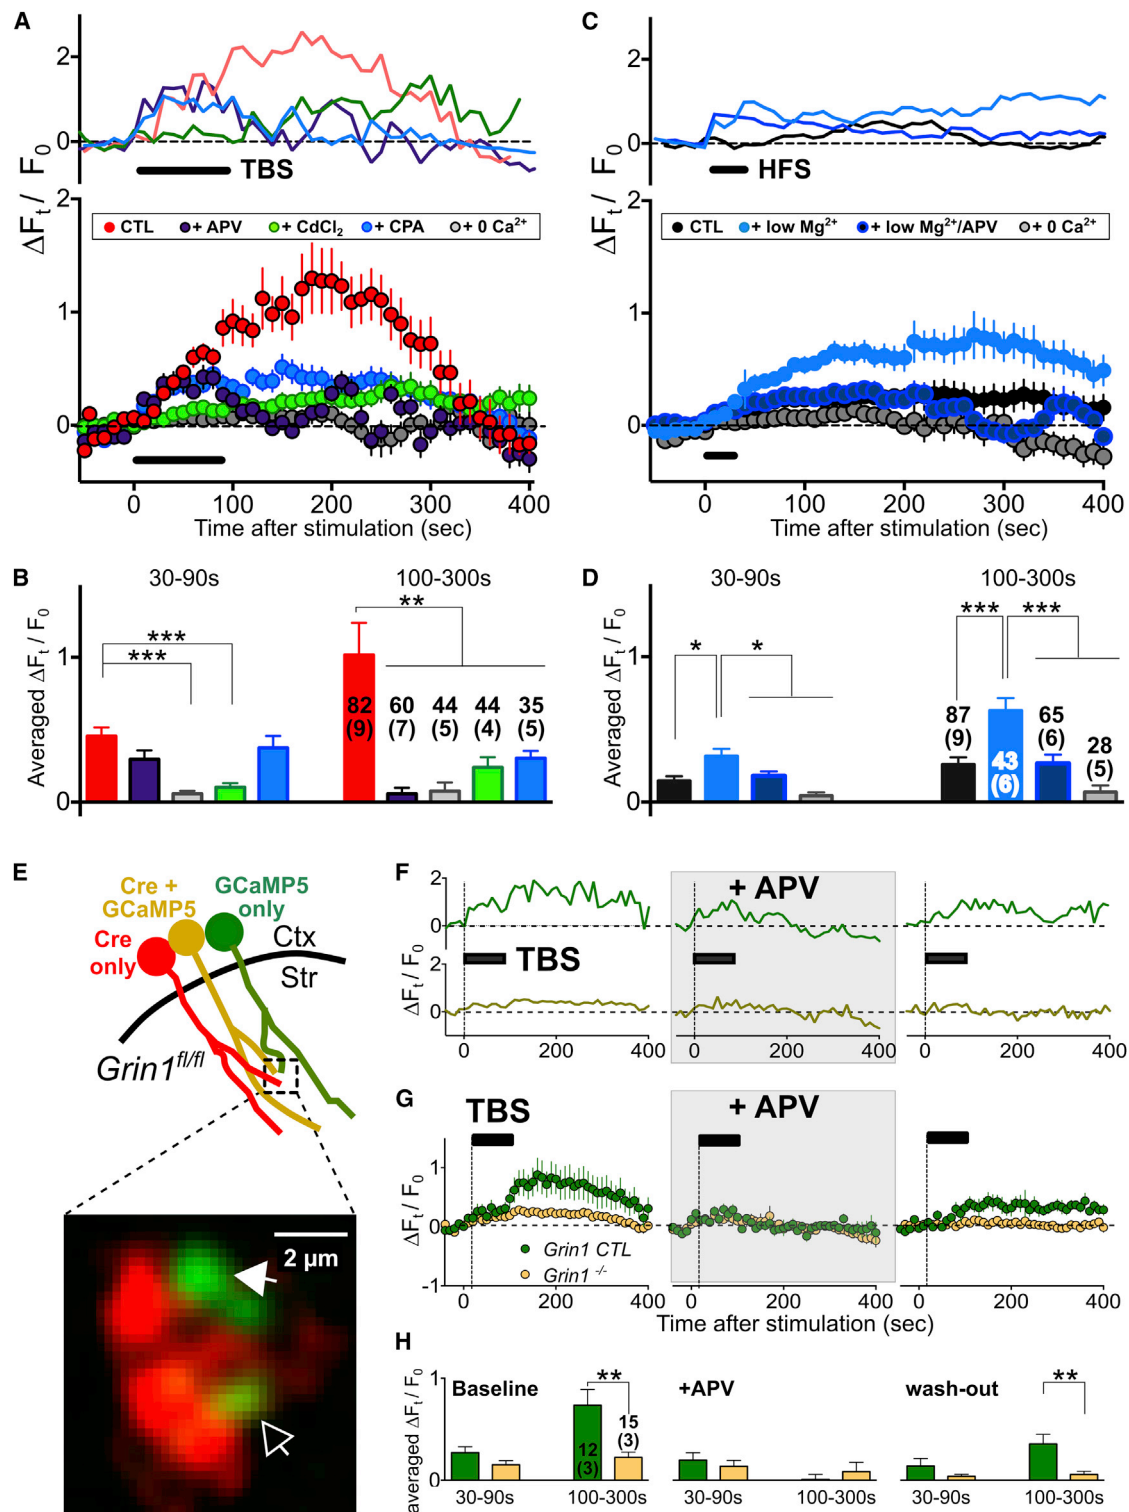 A
2
0
ΔFt / F0
TBS
2
1
0
CTL + APV + CdCl2 + CPA + 0 Ca2+
0 100 200 300 400
Time after stimulation (sec)
C
2
0
ΔFt / F0
HFS
2
1
0
CTL + low Mg2+ + low Mg2+/APV + 0 Ca2+
0 100 200 300 400
Time after stimulation (sec)
B
30-90s 100-300s
Averaged ΔFt / F0
1
0
***
***
**
82 60 44 44 35
(9) (7) (5) (4) (5)
D
30-90s 100-300s
Averaged ΔFt / F0
1
0
* *
*** ***
87 43 65 28
(9) (6) (6) (5)
E
Cre +
GCaMP5
GCaMP5
only
Cre
only
Ctx
Str
Grin1fl/fl
2 μm
F
+ APV
2
0
TBS
ΔFt / F0
2
0
0 200 400
0 200 400
0 200 400
G
TBS
+ APV
ΔFt / F0
1
0
-1
Grin1 CTL
Grin1 -/-
0 200 400
0 200 400
0 200 400
Time after stimulation (sec)
H
averaged ΔFt / F0
1
0
Baseline
**
12
(3)
15
(3)
+APV
wash-out
**
30-90s 100-300s
30-90s 100-300s
30-90s 100-300s